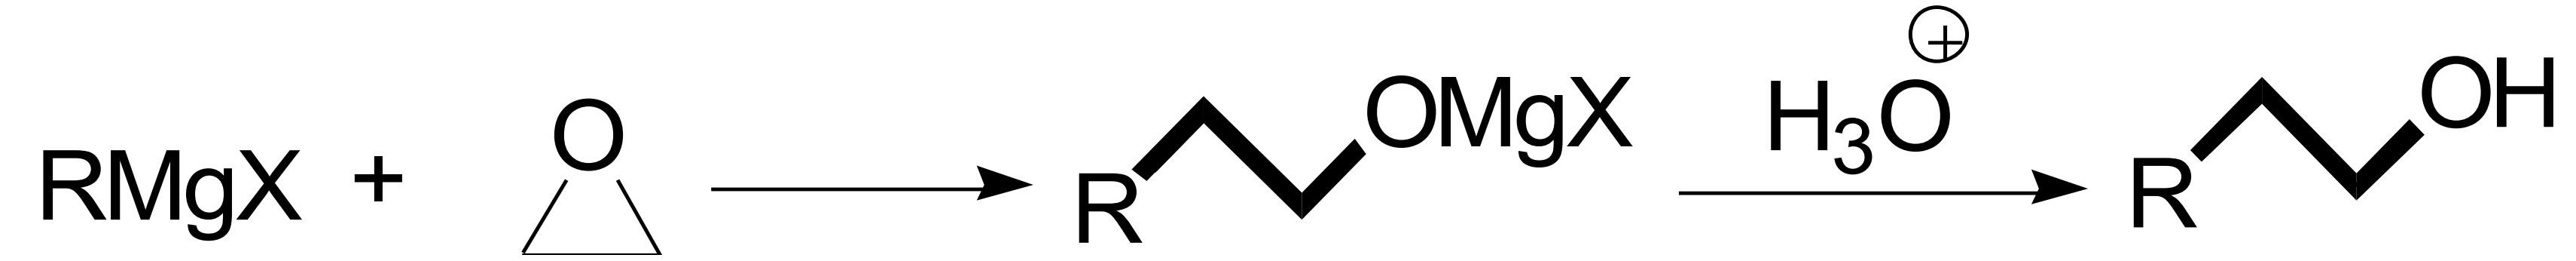 RMgX + O R OMgX H₃O⊕ R OH